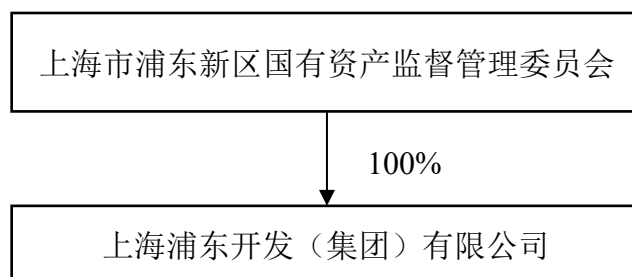 上海市浦东新区国有资产监督管理委员会
100%
上海浦东开发（集团）有限公司